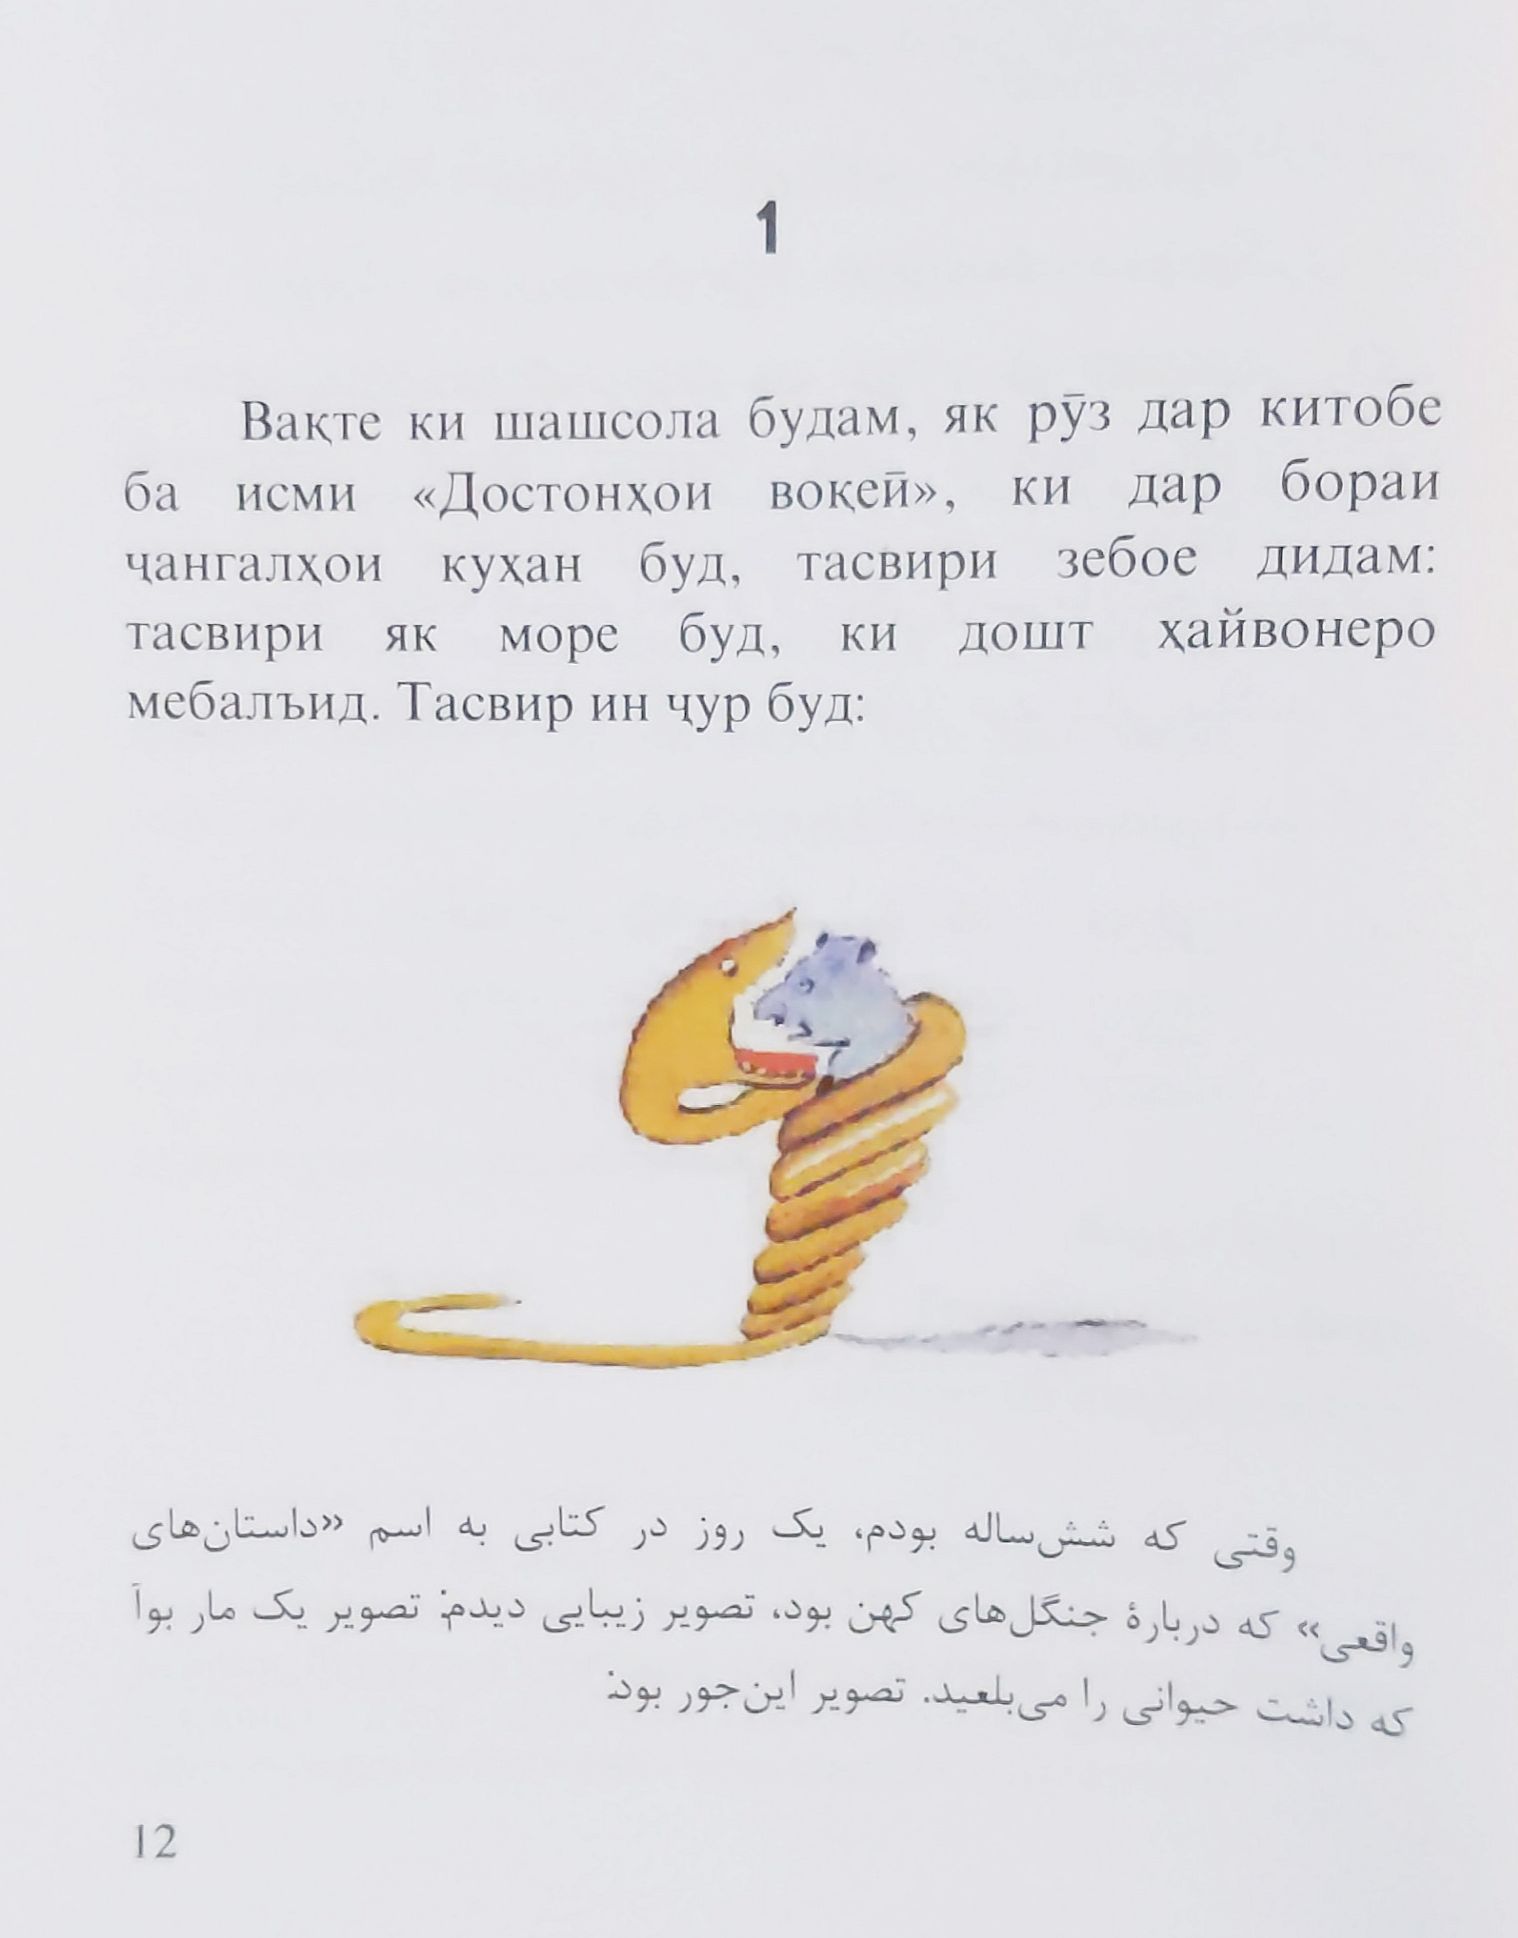 1
Вақте ки шашсола будам, як рӯз дар китобе
ба исми «Достонҳои воқеӣ», ки дар бораи
ҷангалҳои куҳан буд, тасвири зебое дидам:
тасвири як море буд, ки дошт ҳайвонеро
мебалъид. Тасвир ин ҷур буд:
وقتی که شش‌ساله بودم، یک روز در کتابی به اسم «داستان‌های
واقعی» که دربارهٔ جنگل‌های کهن بود، تصویر زیبایی دیدم: تصویر یک مار بوآ
که داشت حیوانی را می‌بلعید. تصویر این‌جور بود:
12